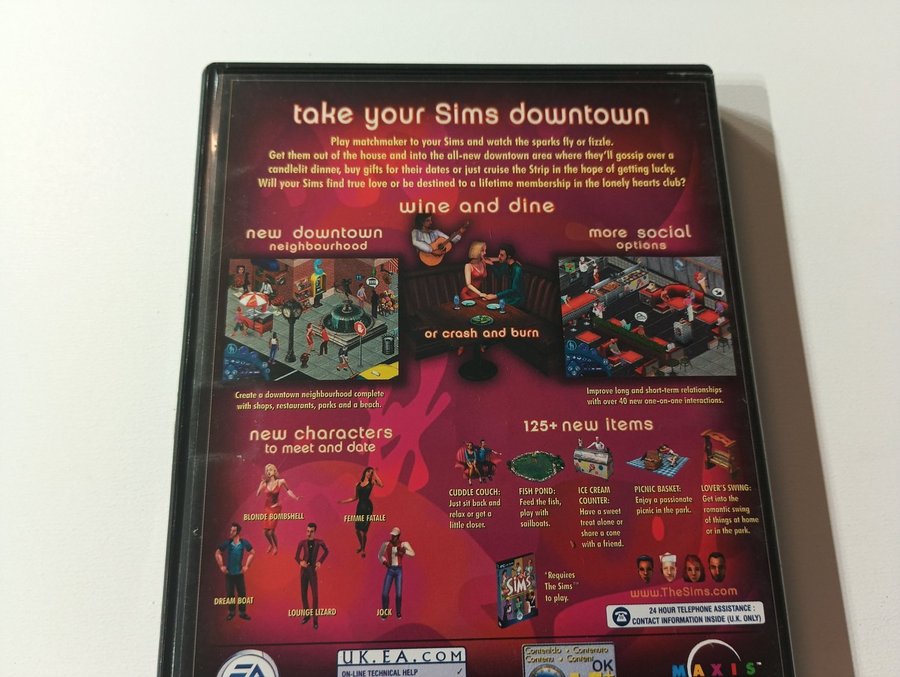 take your Sims downtown
Play matchmaker to your Sims and watch the sparks fly or fizzle.
Get them out of the house and into the all-new downtown area where they'll gossip over a
candlelit dinner, buy gifts for their dates or just cruise the Strip in the hope of getting lucky.
Will your Sims find true love or be destined to a lifetime membership in the lonely hearts club?
wine and dine
new downtown
neighbourhood
more social
options
or crash and burn
Create a downtown neighbourhood complete
with shops, restaurants, parks and a beach.
Improve long and short-term relationships
with over 40 new one-on-one interactions.
new characters
to meet and date
BLONDE BOMBSHELL
FEMME FATALE
DREAM BOAT
LOUNGE LIZARD
JOCK
125+ new items
CUDDLE COUCH:
Just sit back and
relax or get a
little closer.
FISH POND:
Feed the fish,
play with
sailboats.
ICE CREAM
COUNTER:
Have a sweet
treat alone or
share a cone
with a friend.
PICNIC BASKET:
Enjoy a passionate
picnic in the park.
LOVER'S SWING:
Get into the
romantic swing
of things at home
or in the park.
The SIMS
*Requires
The Sims™
to play.
www.TheSims.com
24 HOUR TELEPHONE ASSISTANCE :
CONTACT INFORMATION INSIDE (U.K. ONLY)
EA
UK.EA.COM
ON-LINE TECHNICAL HELP
Contenido - Contenuto
Contenu - Content
OK
MAXIS™